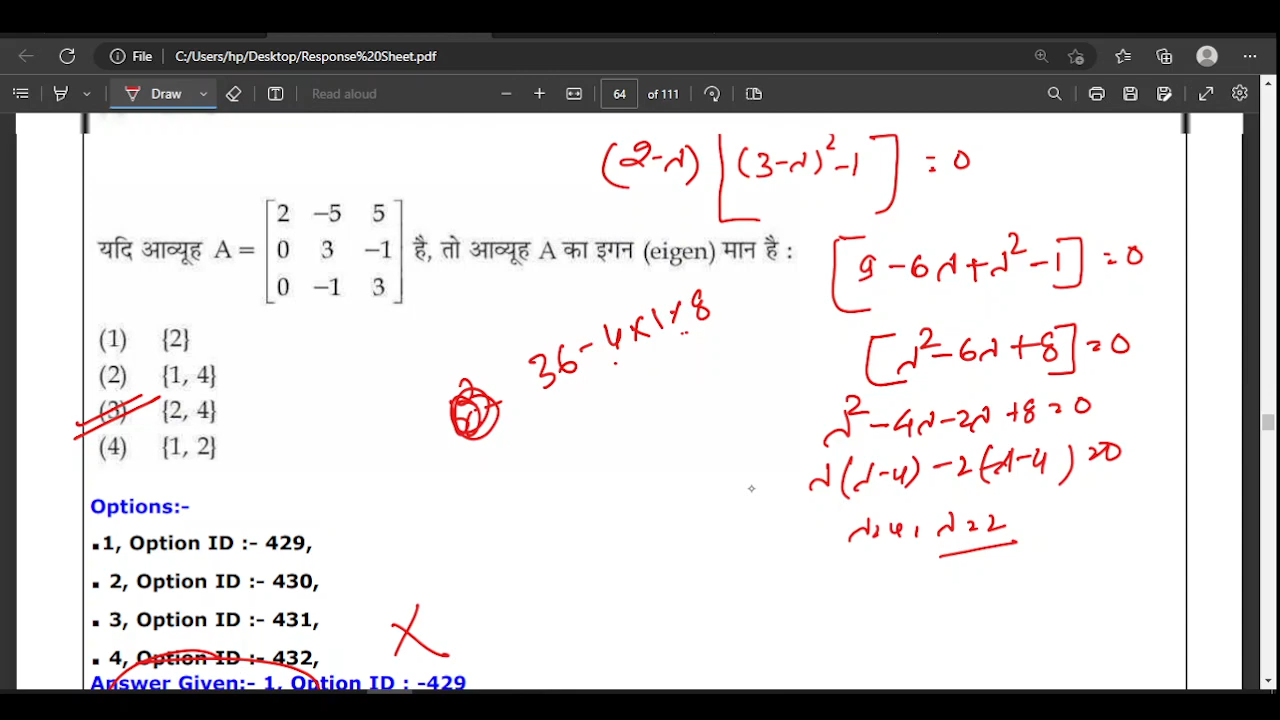 File C:/Users/hp/Desktop/Response%20Sheet.pdf
Draw Read aloud 64 of 111
(2-λ) [(3-λ)²-1] = 0
यदि आव्यूह A = [2 -5 5
0 3 -1
0 -1 3] है, तो आव्यूह A का इगन (eigen) मान है :
[9-6λ+λ²-1] = 0
36-4×1×8
[λ²-6λ+8] = 0
λ²-4λ-2λ+8=0
λ(λ-4)-2(λ-4)=0
λ=4, λ=2
(1) {2}
(2) {1, 4}
(3) {2, 4}
(4) {1, 2}
Options:-
1, Option ID :- 429,
2, Option ID :- 430,
3, Option ID :- 431,
4, Option ID :- 432,
Answer Given:- 1, Option ID : -429